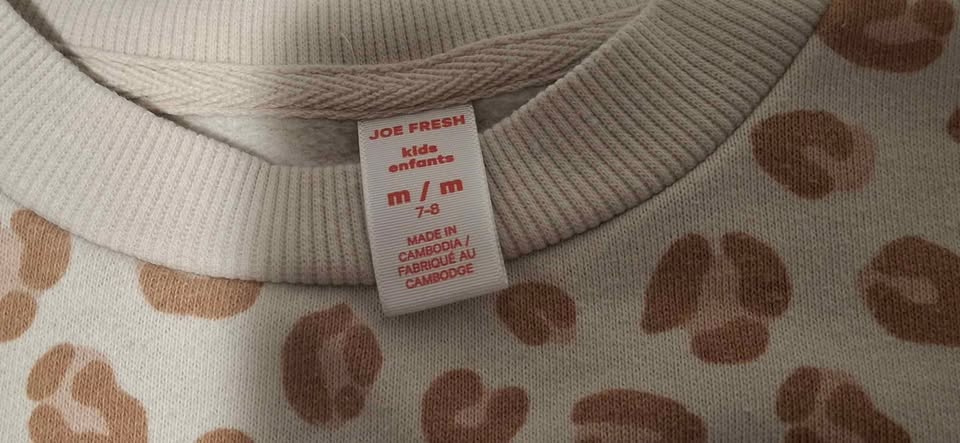 JOE FRESH
kids
enfants
m / m
7-8
MADE IN
CAMBODIA /
FABRIQUÉ AU
CAMBODGE